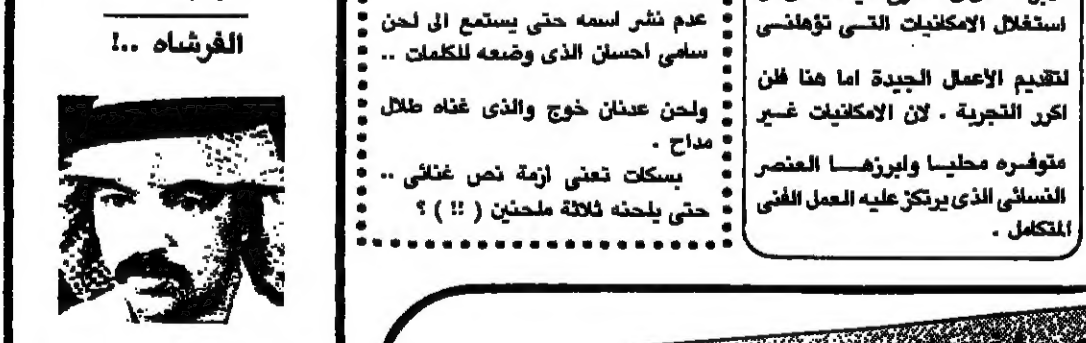 استغلال الامكانيات التى تؤهلنى
لتقديم الأعمال الجيدة اما هنا فلن
اكرر التجربة . لان الامكانيات غير
متوفره محليا وابرزها العنصر
النسائى الذى يرتكز عليه العمل الفنى
المتكامل .
عدم نشر اسمه حتى يستمع الى لحن
سامى احسان الذى وضعه للكلمات ..
ولحن عدنان خوج والذى غناه طلال
مداح .
بسكات تعنى ازمة نص غنائى ..
حتى يلحنه ثلاثة ملحنين ( !! ) ؟
الفرشاه ..!